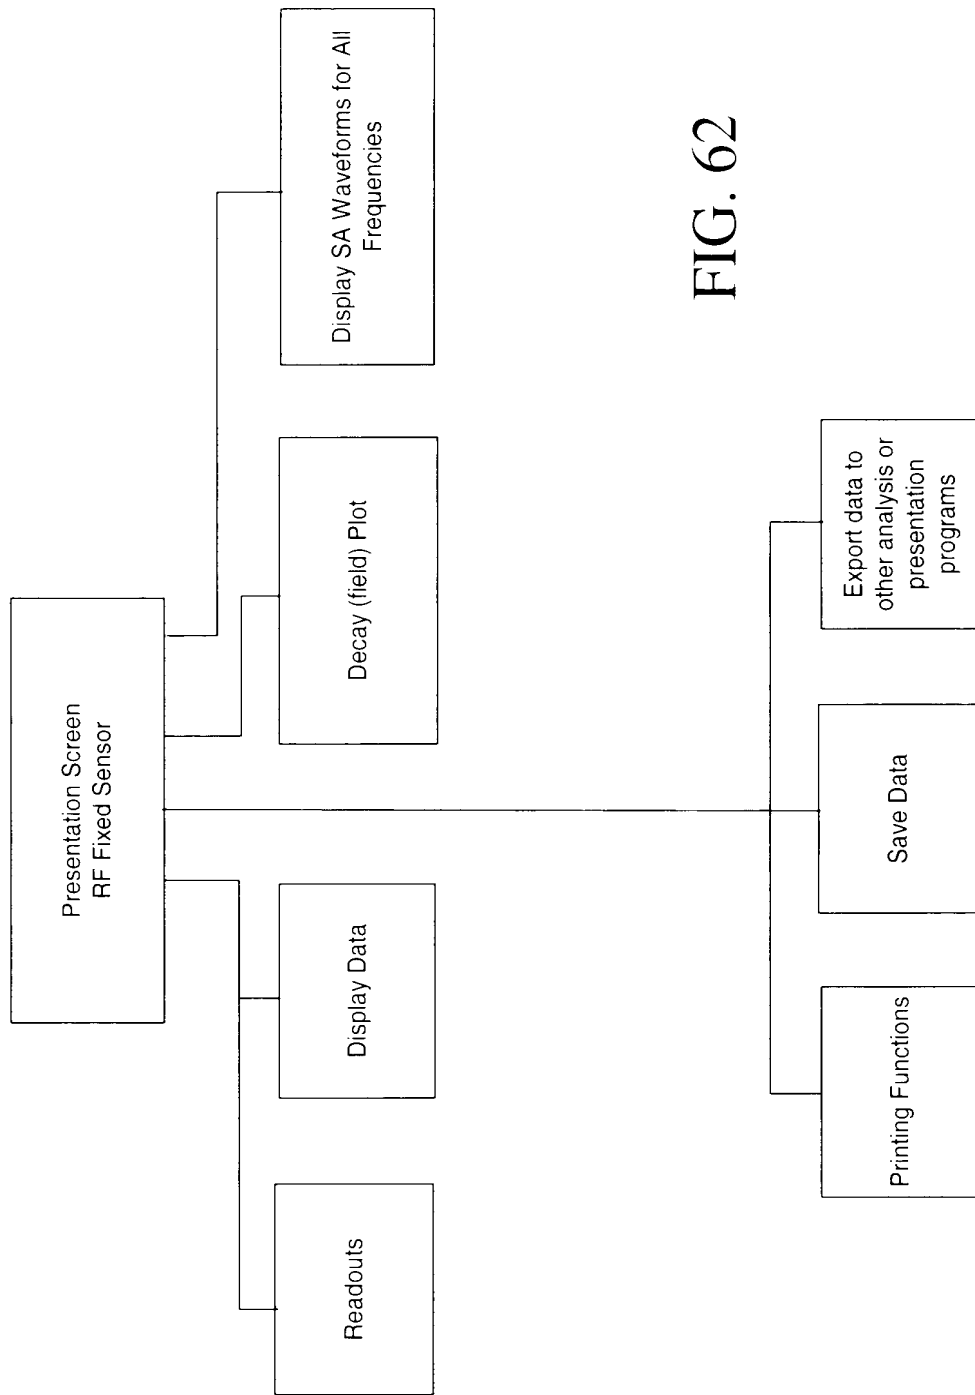 Presentation Screen
RF Fixed Sensor
Readouts
Display Data
Decay (field) Plot
Display SA Waveforms for All
Frequencies
Printing Functions
Save Data
Export data to
other analysis or
presentation
programs
FIG. 62